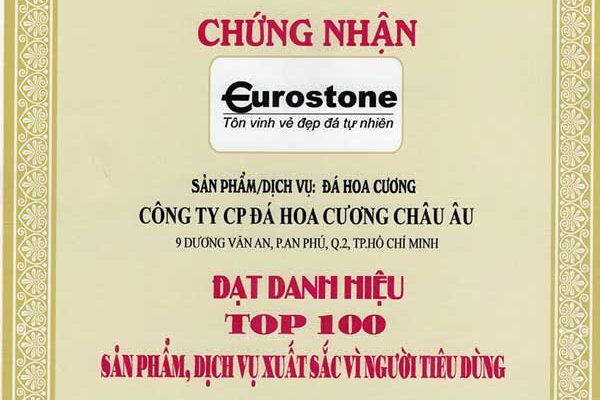 CHỨNG NHẬN
Eurostone
Tôn vinh vẻ đẹp đá tự nhiên
SẢN PHẨM/DỊCH VỤ: ĐÁ HOA CƯƠNG
CÔNG TY CP ĐÁ HOA CƯƠNG CHÂU ÂU
9 DƯƠNG VĂN AN, P.AN PHÚ, Q.2, TP.HỒ CHÍ MINH
ĐẠT DANH HIỆU
TOP 100
SẢN PHẨM, DỊCH VỤ XUẤT SẮC VÌ NGƯỜI TIÊU DÙNG